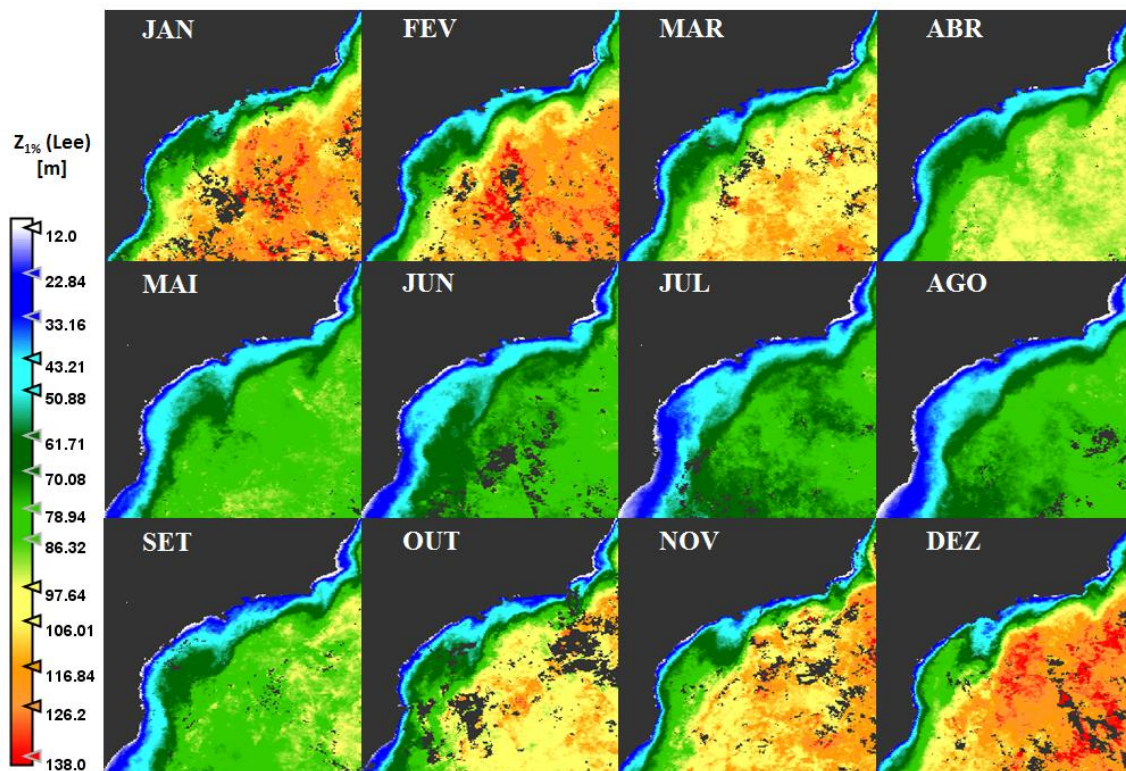 JAN FEV MAR ABR
Z1% (Lee)
[m]
12.0
22.84
33.16
43.21
50.88
61.71
70.08
78.94
86.32
97.64
106.01
116.84
126.2
138.0
MAI JUN JUL AGO
SET OUT NOV DEZ